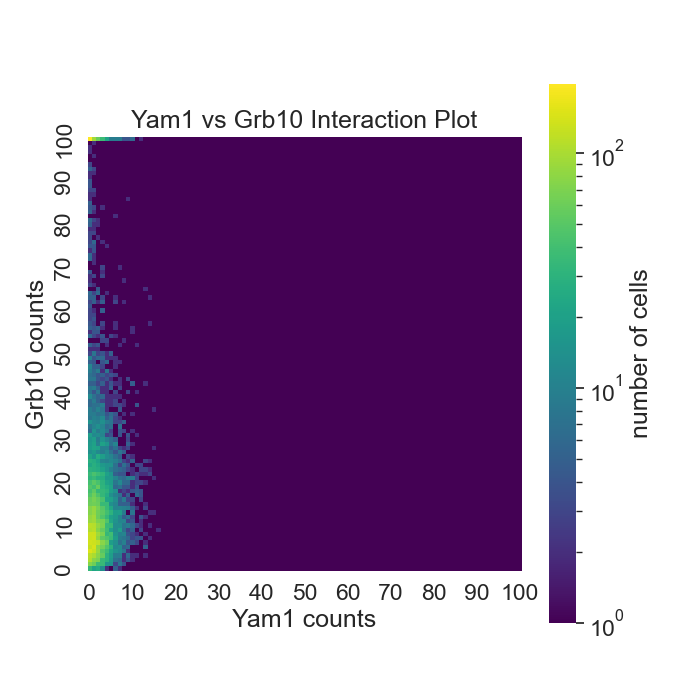 Yam1 vs Grb10 Interaction Plot
100
90
80
70
60
50
40
30
20
10
0
Grb10 counts
0 10 20 30 40 50 60 70 80 90 100
Yam1 counts
10²
10¹
10⁰
number of cells